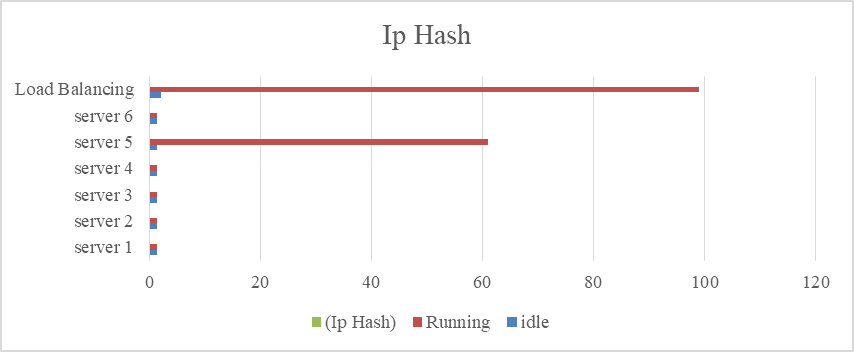 Ip Hash
Load Balancing
server 6
server 5
server 4
server 3
server 2
server 1
0 20 40 60 80 100 120
(Ip Hash) Running idle